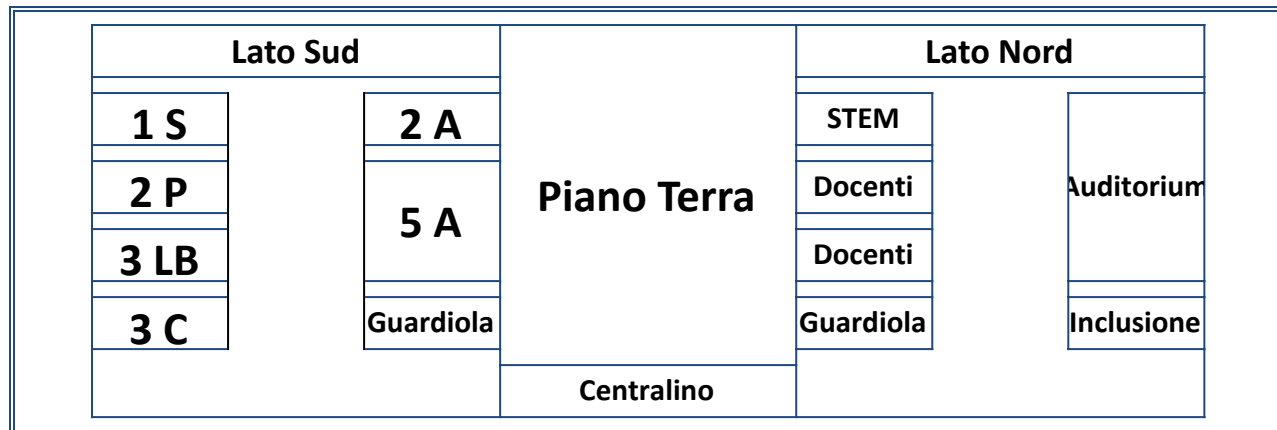 Lato Sud
Lato Nord
Piano Terra
1 S
2 A
STEM
Auditorium
2 P
5 A
Docenti
3 LB
Docenti
3 C
Guardiola
Guardiola
Inclusione
Centralino